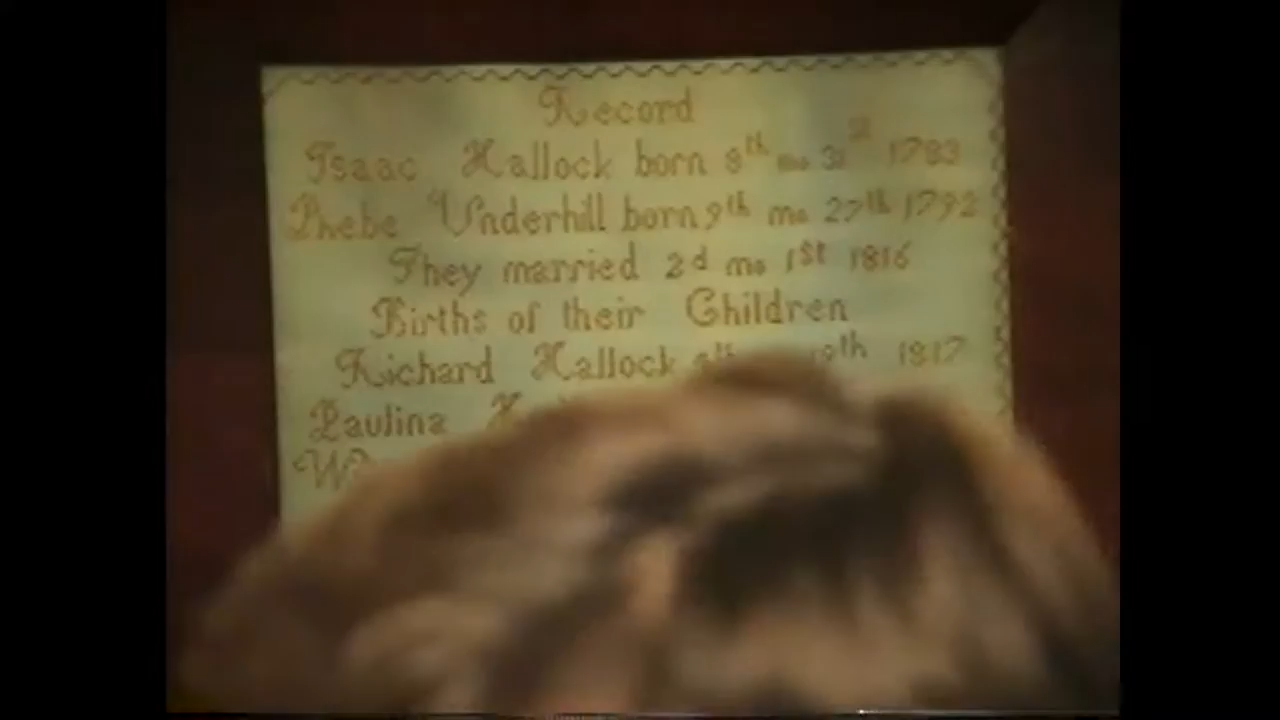 Record
Isaac Hallock born 8th mo 31st 1783
Phebe Underhill born 9th mo 27th 1792
They married 2d mo 1st 1816
Births of their Children
Richard Hallock 1817
Paulina